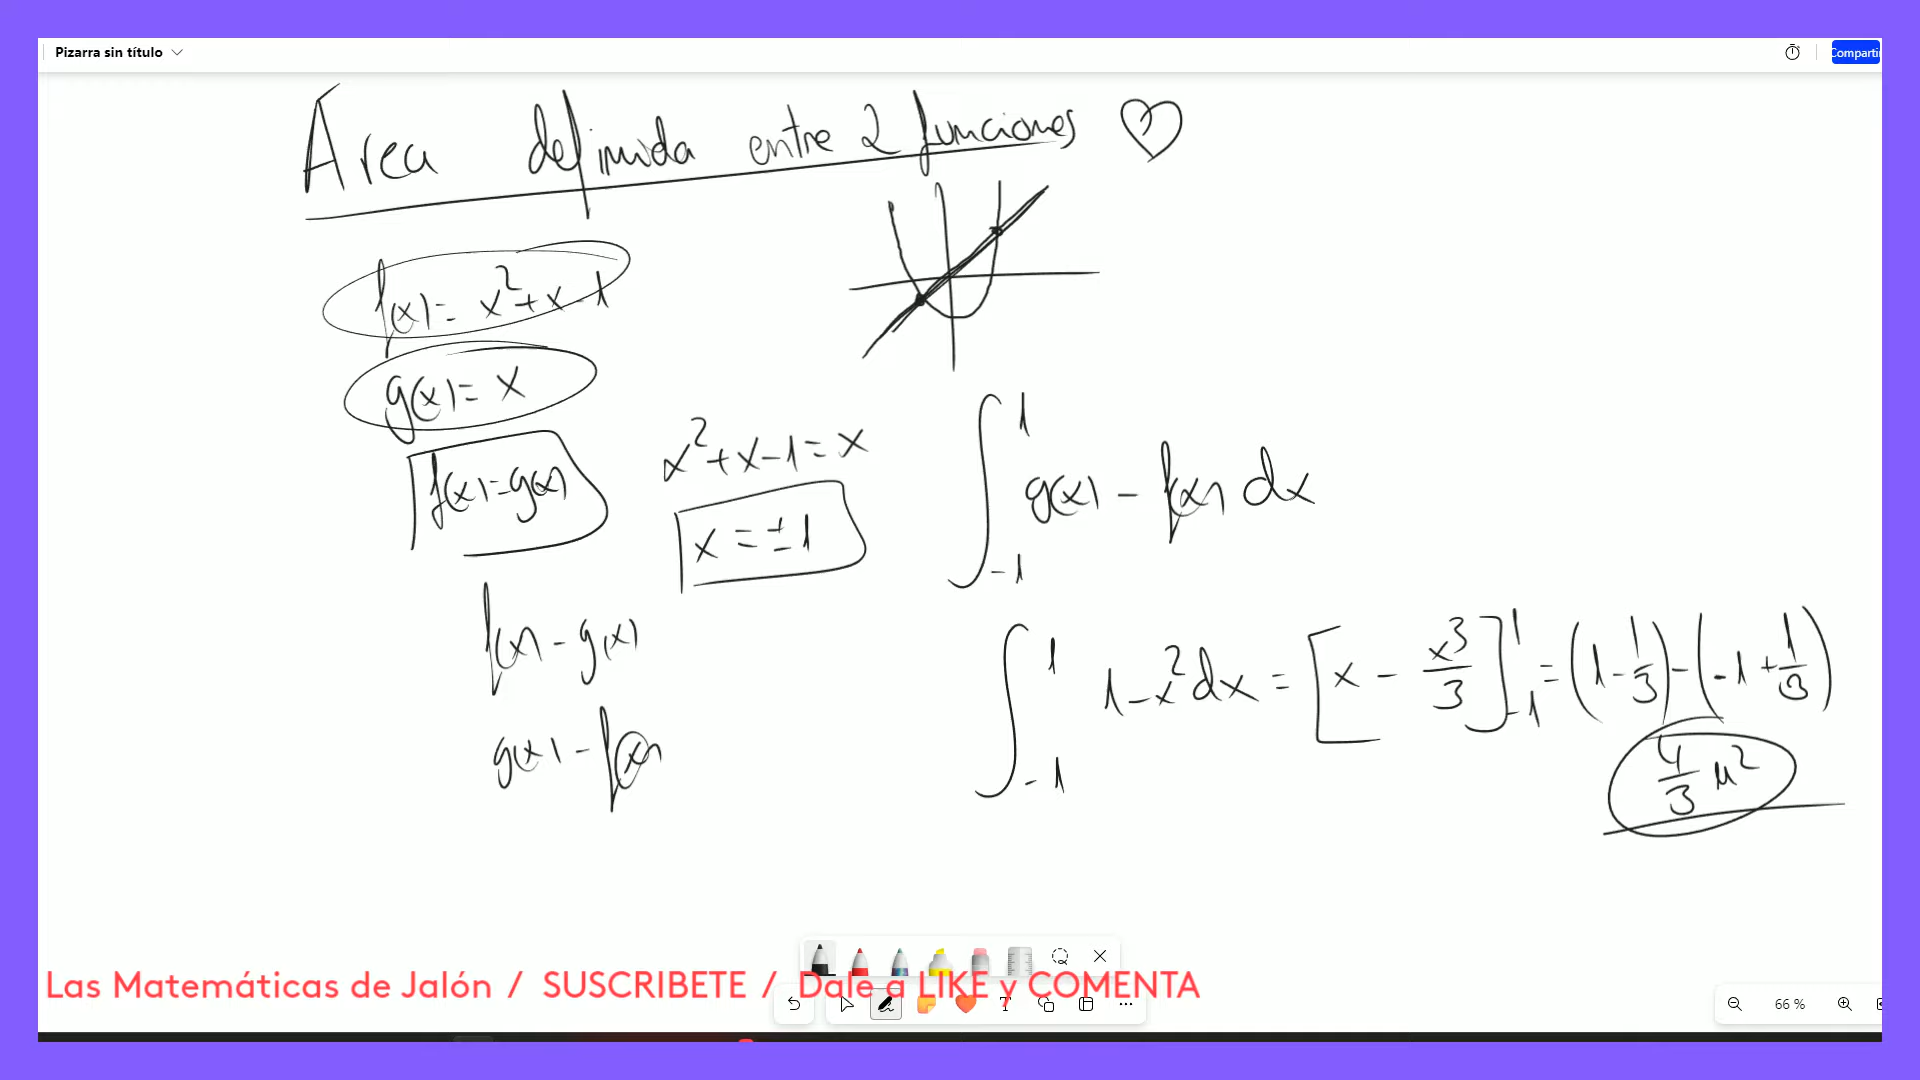 Pizarra sin título
Comparti
Area definida entre 2 funciones
f(x) = x² + x - 1
g(x) = x
f(x) = g(x)
x² + x - 1 = x
x = ± 1
f(x) - g(x)
g(x) - f(x)
∫_{-1}^{1} g(x) - f(x) dx
∫_{-1}^{1} 1 - x² dx = [x - x³/3]_{-1}^{1} = (1 - 1/3) - (-1 + 1/3)
4/3 u²
Las Matemáticas de Jalón / SUSCRIBETE / Dale a LIKE y COMENTA
66 %